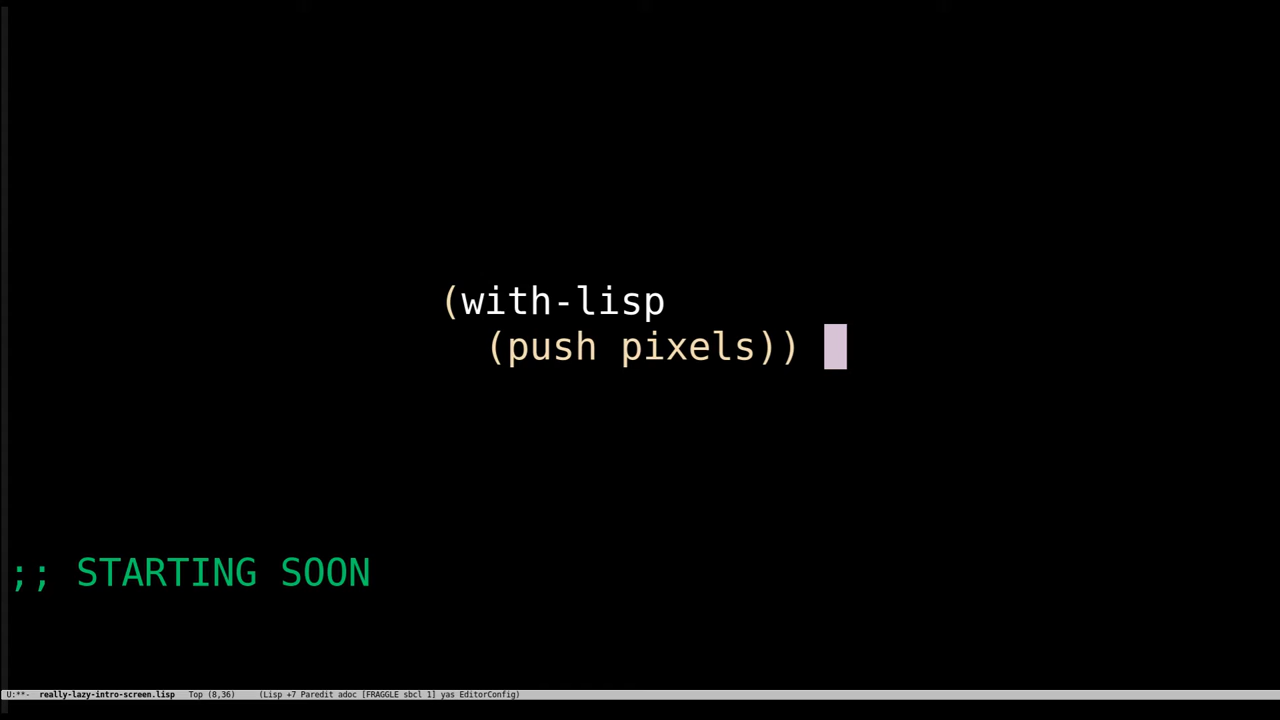 (with-lisp
(push pixels))
;; STARTING SOON
U:**- really-lazy-intro-screen.lisp Top (8,36) (Lisp +7 Paredit adoc [FRAGGLE sbcl 1] yas EditorConfig)